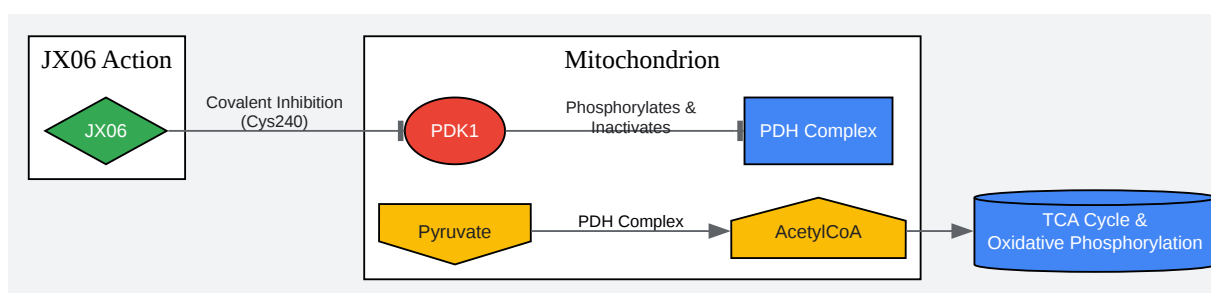 JX06 Action
JX06
Covalent Inhibition
(Cys240)
Mitochondrion
PDK1
Phosphorylates &
Inactivates
PDH Complex
Pyruvate
PDH Complex
AcetylCoA
TCA Cycle &
Oxidative Phosphorylation